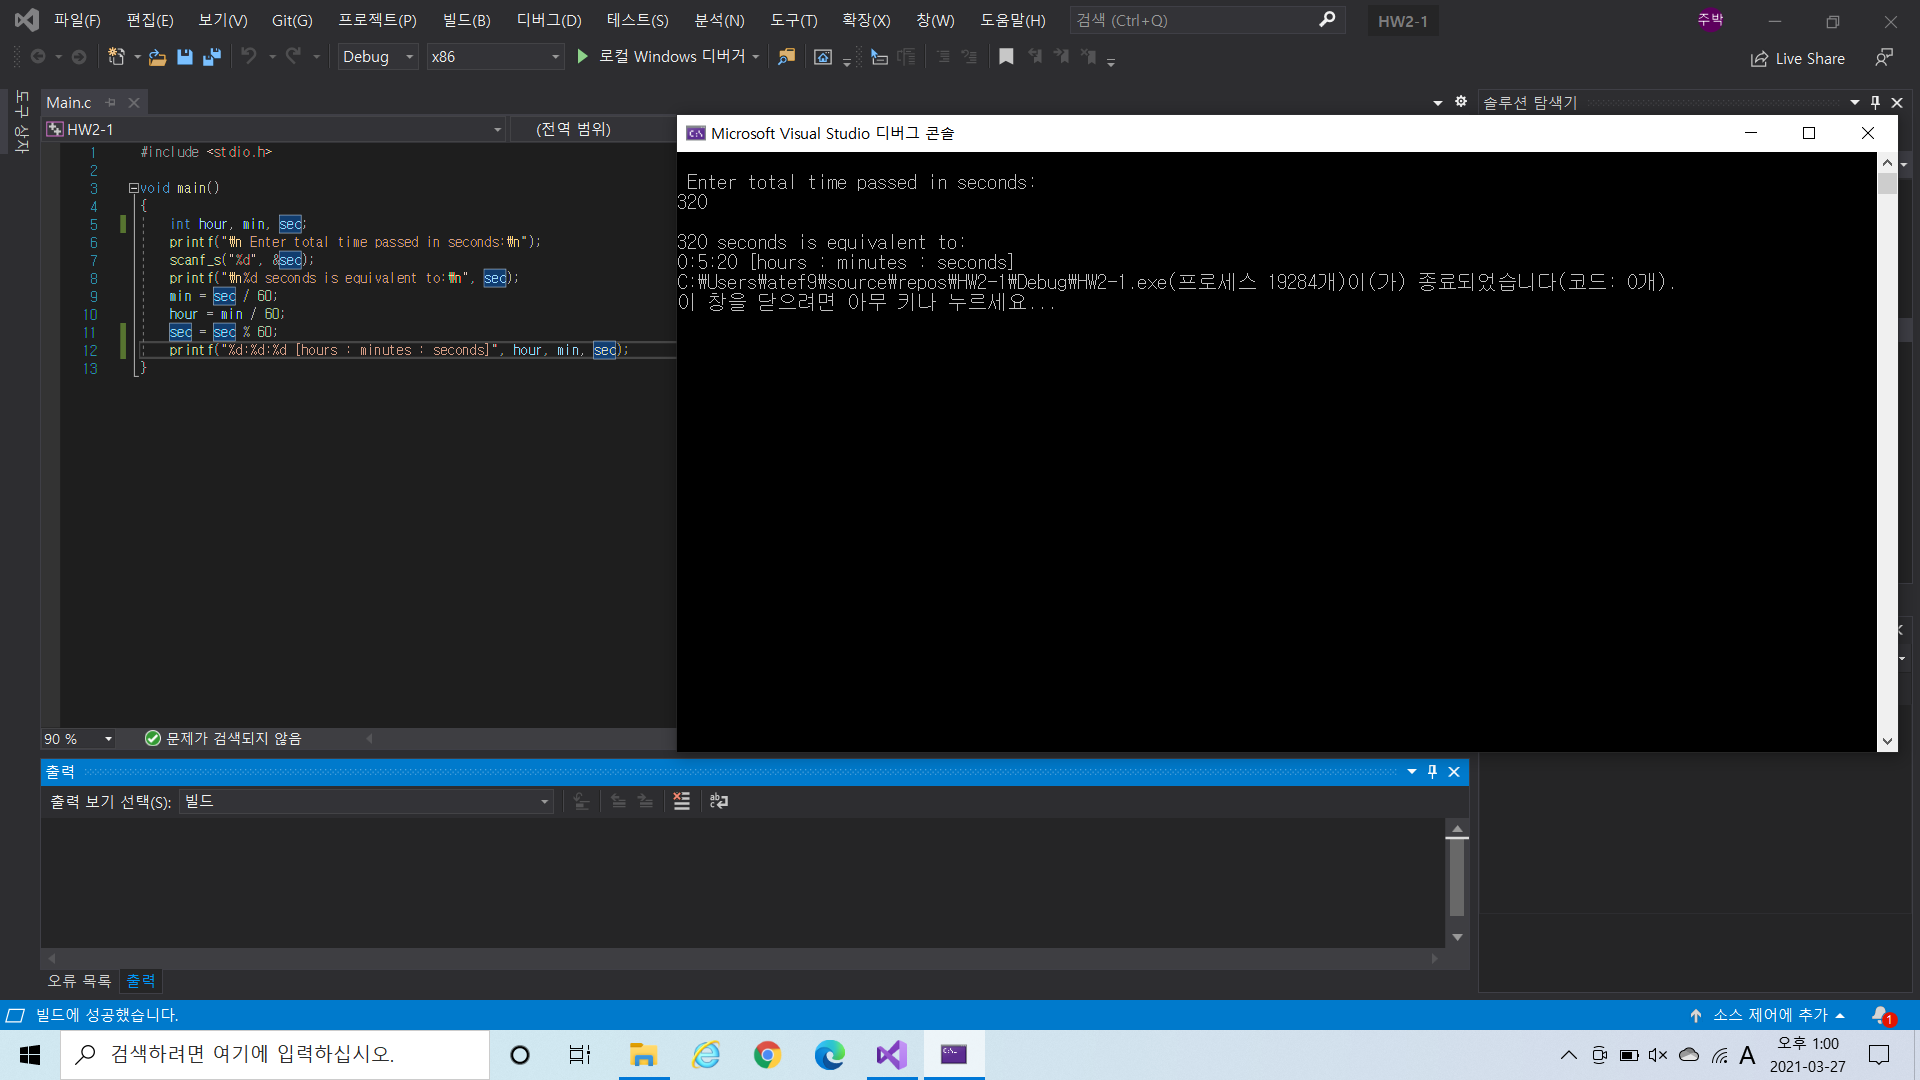 파일(F) 편집(E) 보기(V) Git(G) 프로젝트(P) 빌드(B) 디버그(D) 테스트(S) 분석(N) 도구(T) 확장(X) 창(W) 도움말(H) 검색 (Ctrl+Q) HW2-1 주박
Debug x86 로컬 Windows 디버거 Live Share
도구 상자
Main.c
솔루션 탐색기
HW2-1 (전역 범위)
Microsoft Visual Studio 디버그 콘솔
1 #include <stdio.h>
2
3 void main()
4 {
5 int hour, min, sec;
6 printf("₩n Enter total time passed in seconds:₩n");
7 scanf_s("%d", &sec);
8 printf("₩n%d seconds is equivalent to:₩n", sec);
9 min = sec / 60;
10 hour = min / 60;
11 sec = sec % 60;
12 printf("%d:%d:%d [hours : minutes : seconds]", hour, min, sec);
13 }
Enter total time passed in seconds:
320
320 seconds is equivalent to:
0:5:20 [hours : minutes : seconds]
C:₩Users₩atef9₩source₩repos₩HW2-1₩Debug₩HW2-1.exe(프로세스 19284개)이(가) 종료되었습니다(코드: 0개).
이 창을 닫으려면 아무 키나 누르세요...
90 % 문제가 검색되지 않음
출력
출력 보기 선택(S): 빌드
오류 목록 출력
빌드에 성공했습니다. 소스 제어에 추가 1
검색하려면 여기에 입력하십시오.
A 오후 1:00
2021-03-27